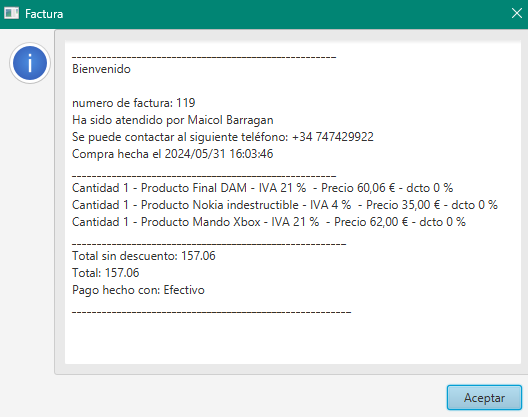 Factura
_____________________________________________________
Bienvenido
numero de factura: 119
Ha sido atendido por Maicol Barragan
Se puede contactar al siguiente teléfono: +34 747429922
Compra hecha el 2024/05/31 16:03:46
_____________________________________________________
Cantidad 1 - Producto Final DAM - IVA 21 %  - Precio 60,06 € - dcto 0 %
Cantidad 1 - Producto Nokia indestructible - IVA 4 %  - Precio 35,00 € - dcto 0 %
Cantidad 1 - Producto Mando Xbox - IVA 21 %  - Precio 62,00 € - dcto 0 %
_______________________________________________________
Total sin descuento: 157.06
Total: 157.06
Pago hecho con: Efectivo
________________________________________________________
Aceptar